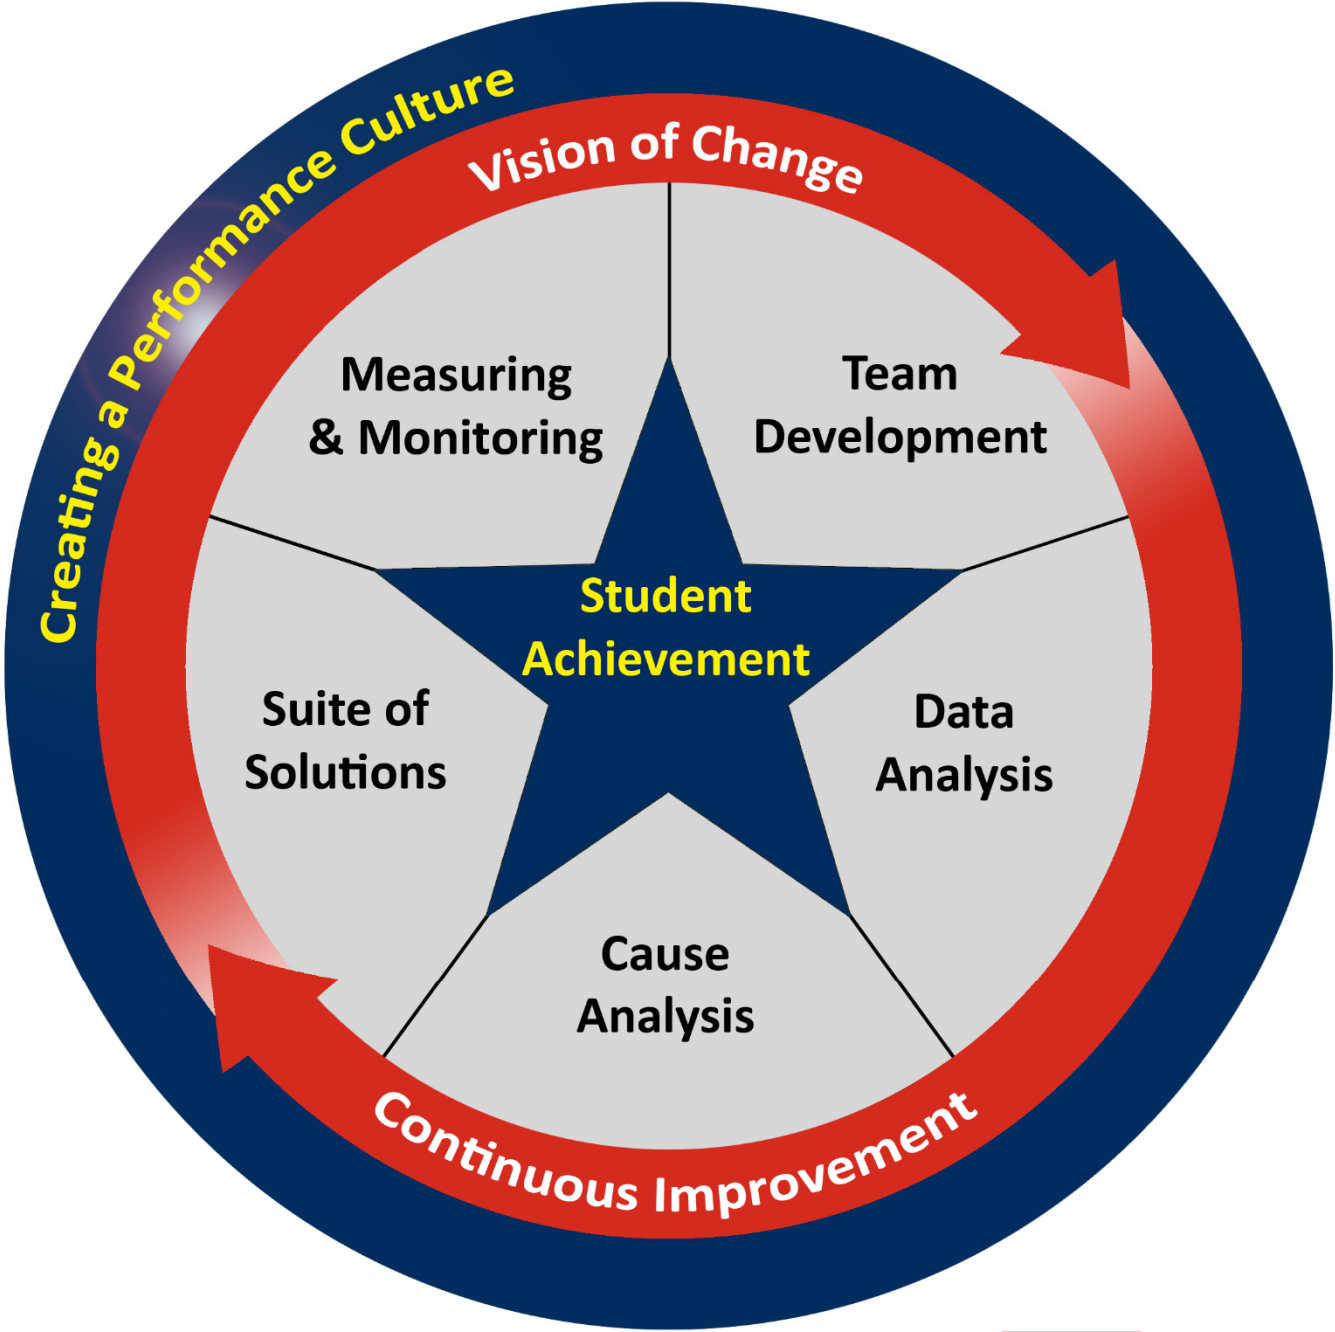 Creating a Performance Culture
Vision of Change
Measuring
& Monitoring
Team
Development
Student
Achievement
Suite of
Solutions
Data
Analysis
Cause
Analysis
Continuous Improvement